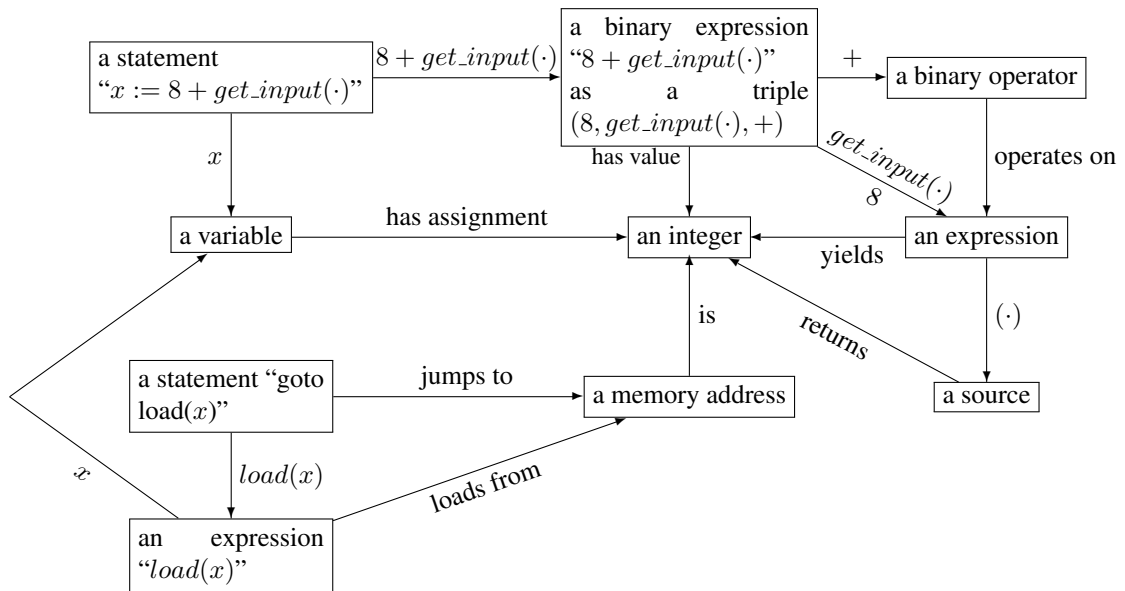 a binary expression
“8 + get_input(·)”
as a triple
(8, get_input(·), +)
a statement
“x := 8 + get_input(·)”
8 + get_input(·)
+
a binary operator
x
has value
get_input(·)
8
operates on
a variable
has assignment
an integer
yields
an expression
is
returns
(·)
a statement “goto
load(x)”
jumps to
a memory address
a source
x
load(x)
loads from
an expression
“load(x)”